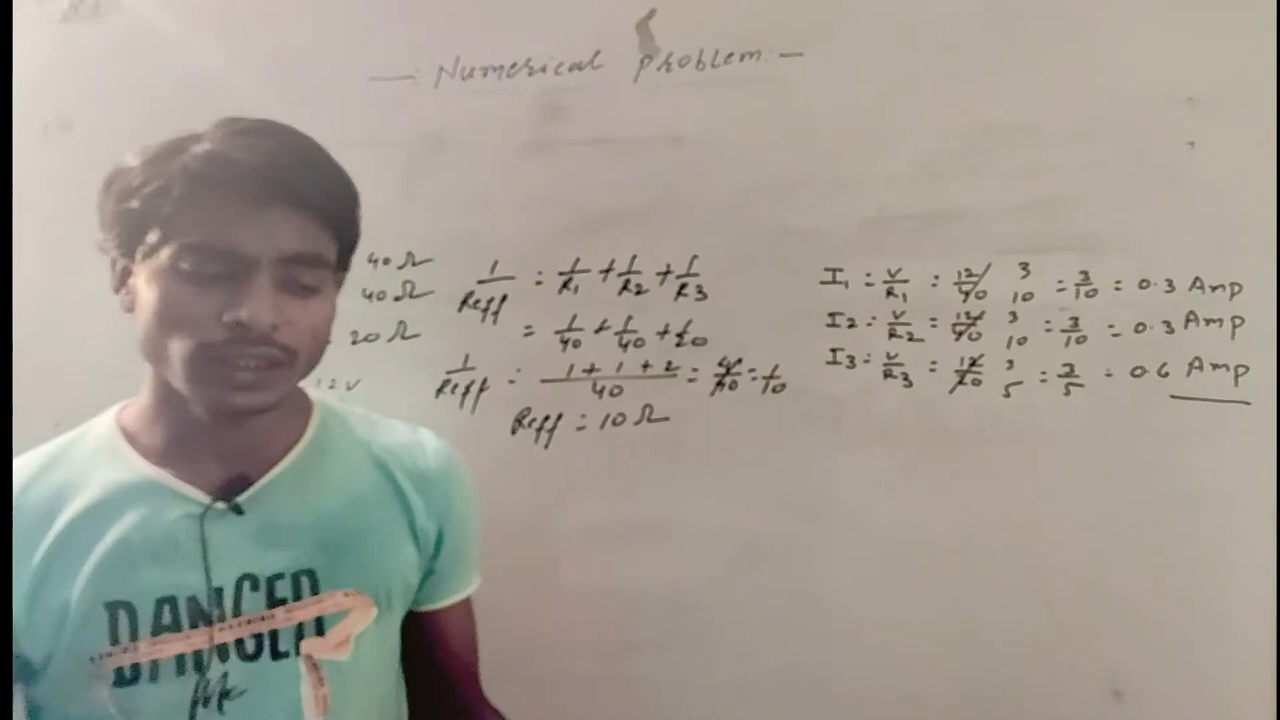 — Numerical Problem —
40 Ω
40 Ω
20 Ω
12 V
1/Reff = 1/R1 + 1/R2 + 1/R3
= 1/40 + 1/40 + 1/20
1/Reff = 1 + 1 + 2/40 = 4/40 = 1/10
Reff = 10 Ω
I1 = V/R1 = 12/40 3 10 = 3/10 = 0.3 Amp
I2 = V/R2 = 12/40 3 10 = 3/10 = 0.3 Amp
I3 = V/R3 = 12/20 3 5 = 3/5 = 0.6 Amp
DANGER
Me